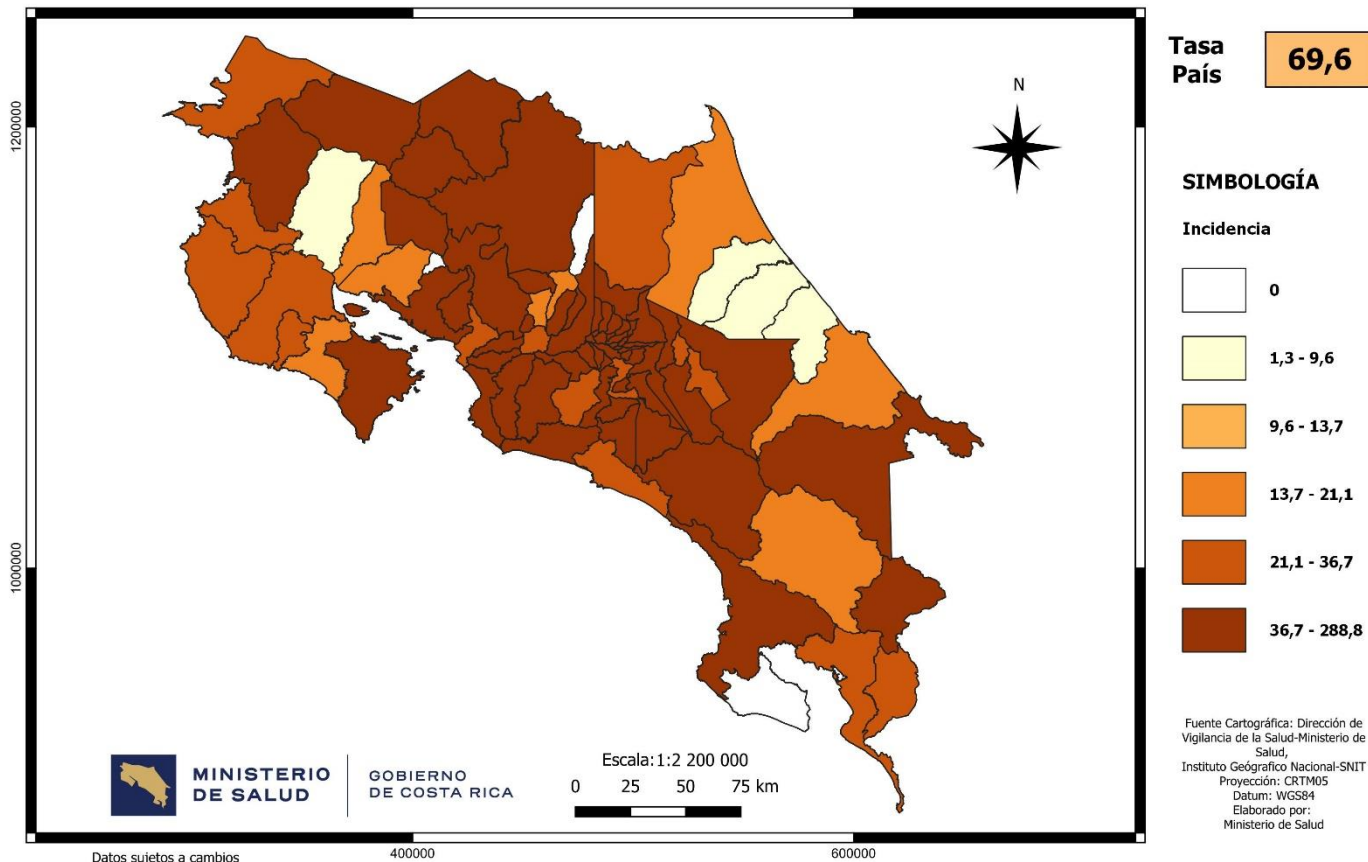 Tasa
País
69,6
N
1200000
1000000
SIMBOLOGÍA
Incidencia
0
1,3 - 9,6
9,6 - 13,7
13,7 - 21,1
21,1 - 36,7
36,7 - 288,8
MINISTERIO
DE SALUD
GOBIERNO
DE COSTA RICA
Escala:1:2 200 000
0 25 50 75 km
Fuente Cartográfica: Dirección de
Vigilancia de la Salud-Ministerio de
Salud,
Instituto Geógrafico Nacional-SNIT
Proyección: CRTM05
Datum: WGS84
Elaborado por:
Ministerio de Salud
Datos sujetos a cambios
400000
600000